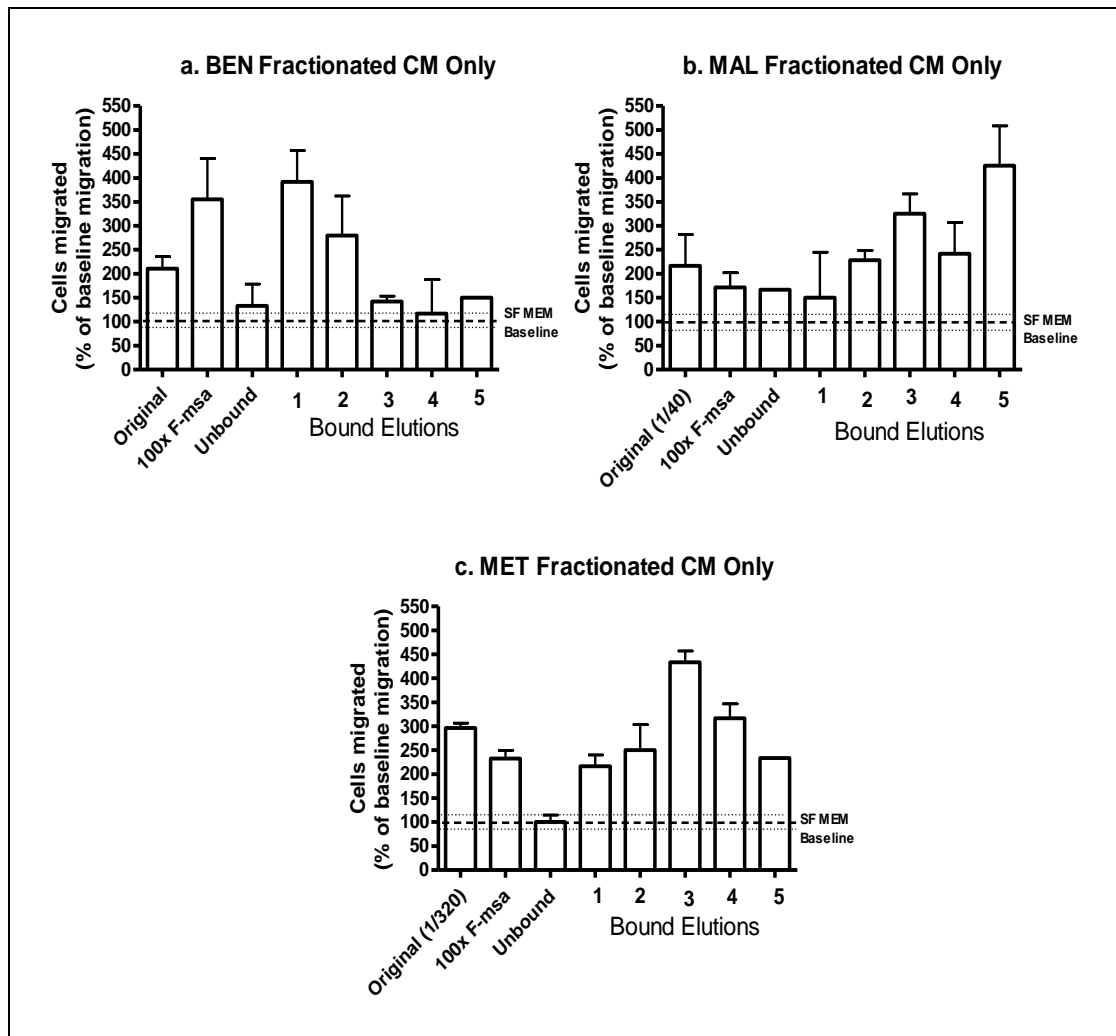 a. BEN Fractionated CM Only
Cells migrated
(% of baseline migration)
550
500
450
400
350
300
250
200
150
100
50
0
SF MEM
Baseline
Original
100x F-msa
Unbound
1 2 3 4 5
Bound Elutions
b. MAL Fractionated CM Only
Cells migrated
(% of baseline migration)
550
500
450
400
350
300
250
200
150
100
50
0
SF MEM
Baseline
Original (1/40)
100x F-msa
Unbound
1 2 3 4 5
Bound Elutions
c. MET Fractionated CM Only
Cells migrated
(% of baseline migration)
550
500
450
400
350
300
250
200
150
100
50
0
SF MEM
Baseline
Original (1/320)
100x F-msa
Unbound
1 2 3 4 5
Bound Elutions